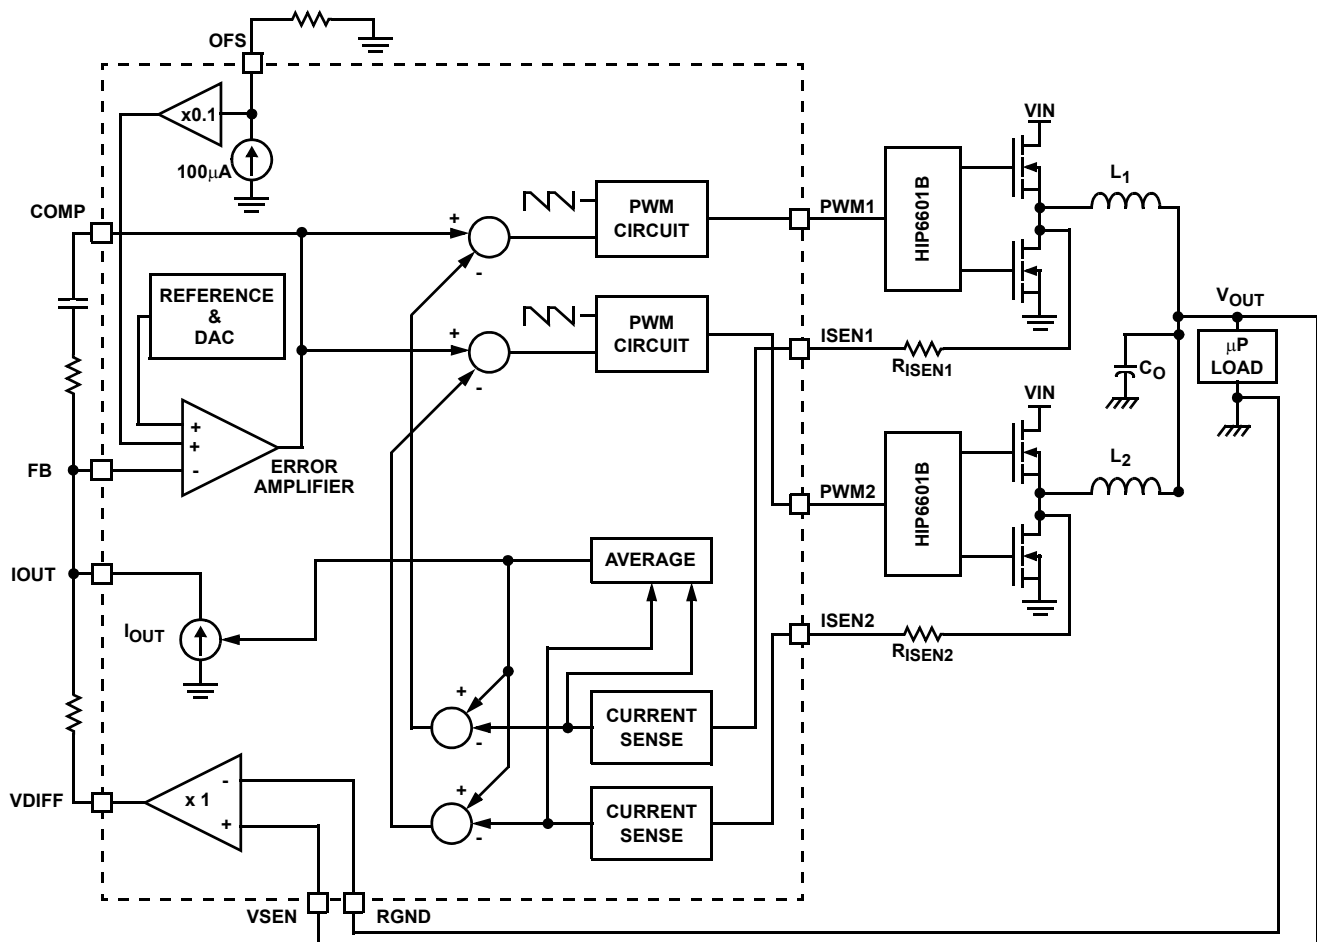 OFS
x0.1
100μA
VIN
L1
COMP
+
-
PWM
CIRCUIT
PWM1
HIP6601B
REFERENCE
&
DAC
VOUT
+
-
PWM
CIRCUIT
ISEN1
RISEN1
CO
μP
LOAD
VIN
+
+
-
ERROR
AMPLIFIER
FB
L2
PWM2
HIP6601B
IOUT
AVERAGE
IOUT
ISEN2
RISEN2
+
-
CURRENT
SENSE
VDIFF
x 1
-
+
+
-
CURRENT
SENSE
VSEN
RGND